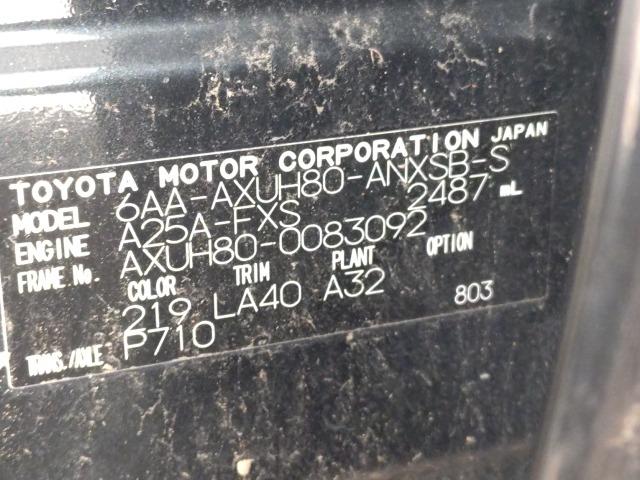 TOYOTA MOTOR CORPORATION JAPAN
MODEL 6AA-AXUH80-ANXSB-S
ENGINE A25A-FXS 2487 mL
FRAME No. AXUH80-0083092
COLOR TRIM PLANT OPTION
219 LA40 A32 803
TRANS./AXLE P710